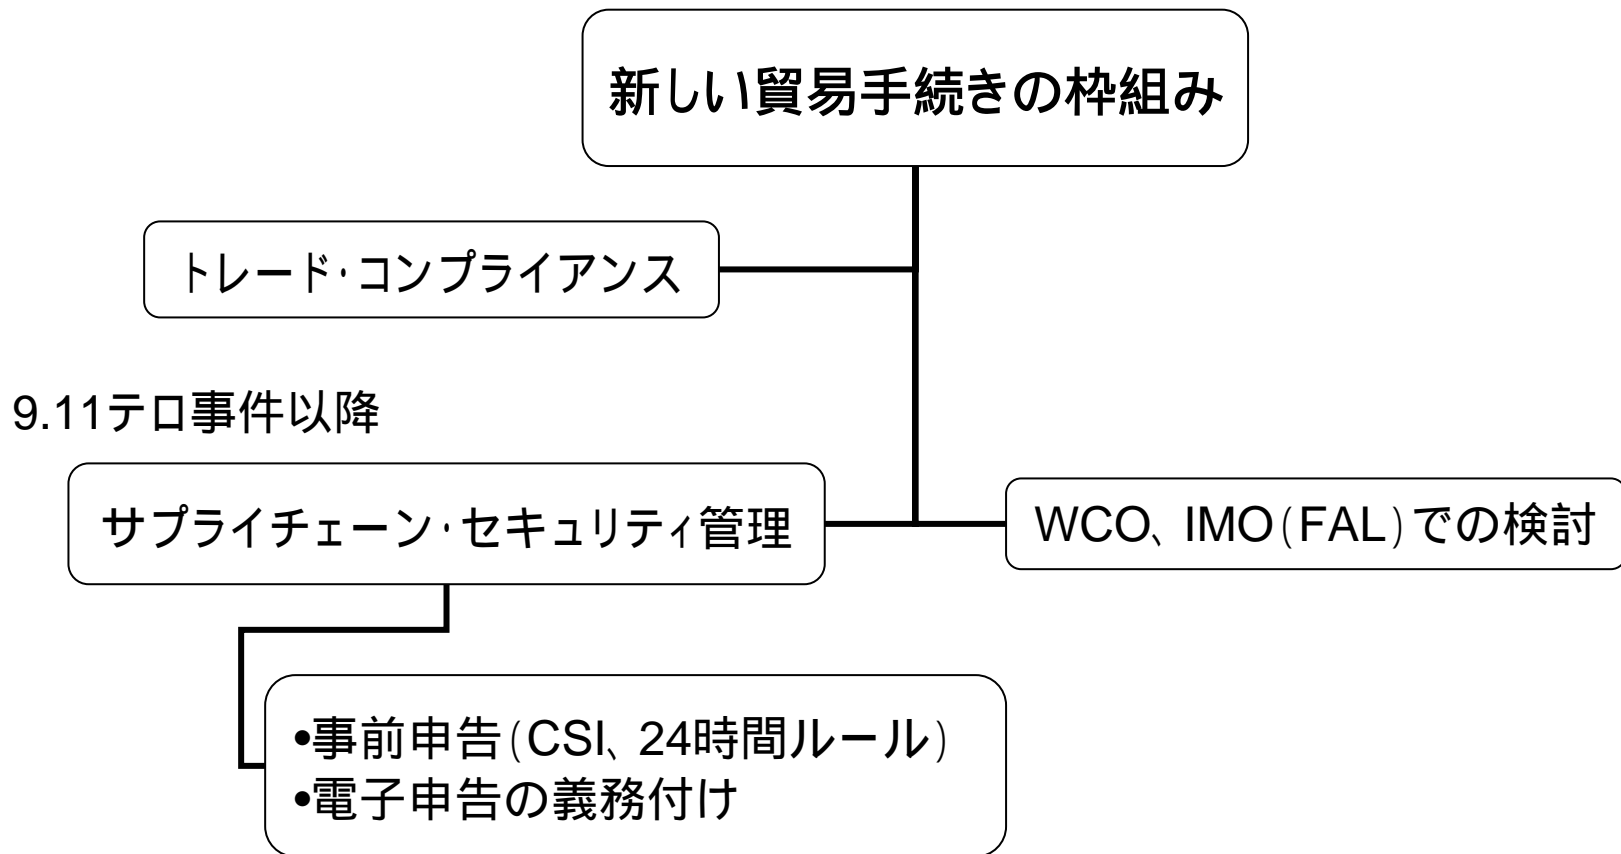 新しい貿易手続きの枠組み
トレード・コンプライアンス
9.11テロ事件以降
サプライチェーン・セキュリティ管理
WCO、IMO(FAL)での検討
•事前申告(CSI、24時間ルール)
•電子申告の義務付け